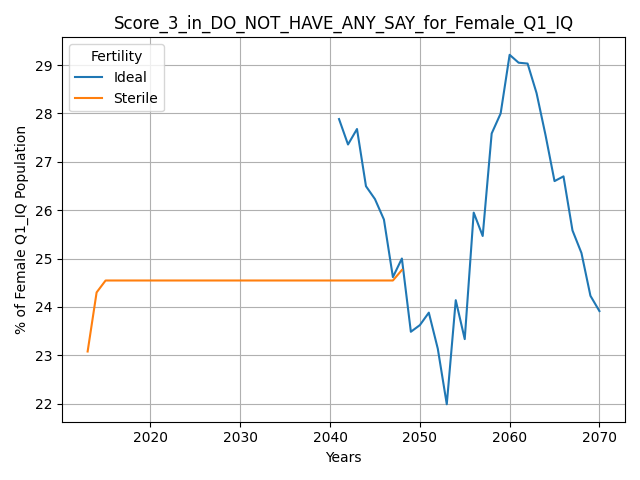 Score_3_in_DO_NOT_HAVE_ANY_SAY_for_Female_Q1_IQ
Fertility
Ideal
Sterile
% of Female Q1_IQ Population
29
28
27
26
25
24
23
22
2020
2030
2040
2050
2060
2070
Years